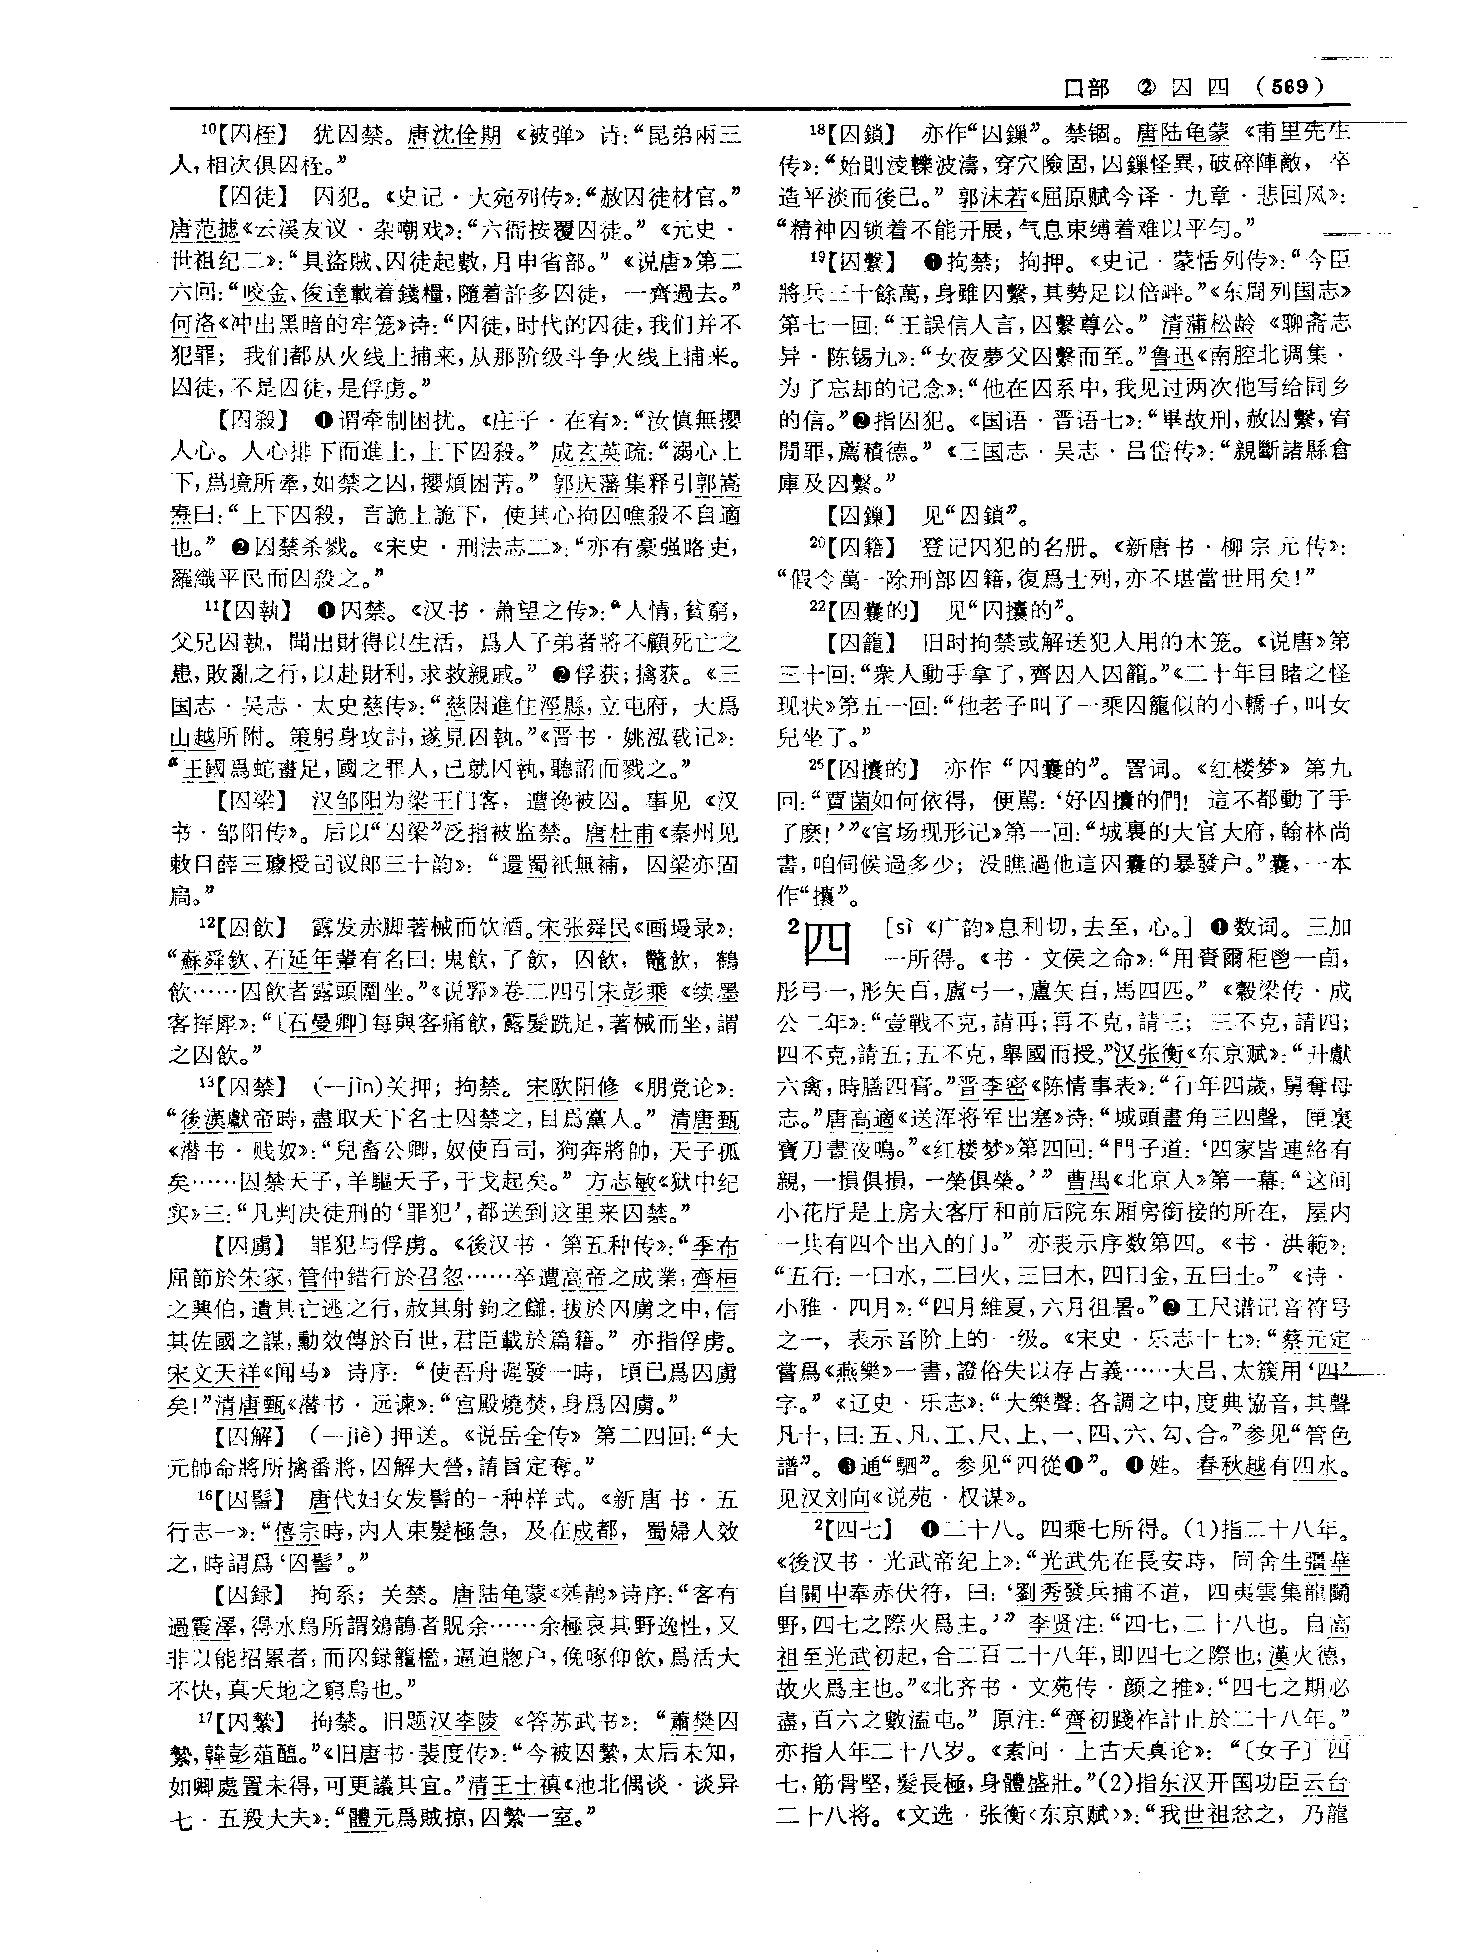 口部 ② 囚 四 （569）
10【囚桎】 犹囚禁。唐沈佺期《被弹》诗：“昆弟兩三
人，相次俱囚桎。”
【囚徒】 囚犯。《史记·大宛列传》：“赦囚徒材官。”
唐范摅《云溪友议·杂嘲戏》：“六衙按覆囚徒。”《元史·
世祖纪二》：“具盜賊、囚徒起數，月申省部。”《说唐》第二
六回：“咬金、俊達載着錢糧，隨着許多囚徒，一齊過去。”
何洛《冲出黑暗的牢笼》诗：“囚徒，时代的囚徒，我们并不
犯罪；我们都从火线上捕来，从那阶级斗争火线上捕来。
囚徒，不是囚徒，是俘虏。”
【囚殺】 ❶谓牵制困扰。《庄子·在宥》：“汝慎無攖
人心。人心排下而進上，上下囚殺。”成玄英疏：“溺心上
下，爲境所牽，如禁之囚，攖煩困苦。”郭庆藩集释引郭嵩
焘曰：“上下囚殺，言詭上詭下，使其心拘囚噍殺不自適
也。”❷囚禁杀戮。《宋史·刑法志二》：“亦有豪强略吏，
羅織平民而囚殺之。”
11【囚執】 ❶囚禁。《汉书·萧望之传》：“人情，貧窮，
父兄囚執，聞出財得以生活，爲人子弟者將不顧死亡之
患，敗亂之行，以赴財利，求救親戚。”❷俘获；擒获。《三
国志·吴志·太史慈传》：“慈因進住涇縣，立屯府，大爲
山越所附。策躬身攻討，遂見囚執。”《晋书·姚泓载记》：
“王國爲蛇畫足，國之罪人，已就囚執，聽詔而戮之。”
【囚梁】 汉邹阳为梁王门客，遭谗被囚。事见《汉
书·邹阳传》。后以“囚梁”泛指被监禁。唐杜甫《秦州见
敕目薛三璩授司议郎三十韵》：“還蜀祇無補，囚梁亦固
扃。”
12【囚飲】 露发赤脚著械而饮酒。宋张舜民《画墁录》：
“蘇舜欽、石延年輩有名曰：鬼飲，了飲，囚飲，鼈飲，鶴
飲……囚飲者露頭圍坐。”《说郛》卷二四引宋彭乘《续墨
客挥犀》：“〔石曼卿〕每與客痛飲，露髮跣足，著械而坐，謂
之囚飲。”
13【囚禁】 （—jìn）关押；拘禁。宋欧阳修《朋党论》：
“後漢獻帝時，盡取天下名士囚禁之，目爲黨人。”清唐甄
《潜书·贱奴》：“兒畜公卿，奴使百司，狗奔將帥，天子孤
矣……囚禁天子，羊驅天子，干戈起矣。”方志敏《狱中纪
实》三：“凡判决徒刑的‘罪犯’，都送到这里来囚禁。”
【囚虜】 罪犯与俘虏。《後汉书·第五种传》：“季布
屈節於朱家，管仲錯行於召忽……卒遭高帝之成業，齊桓
之興伯，遺其亡逃之行，赦其射鉤之讎，拔於囚虜之中，信
其佐國之謀，勳效傳於百世，君臣載於篇籍。”亦指俘虏。
宋文天祥《闻马》诗序：“使吾舟遲發一時，頃已爲囚虜
矣！”清唐甄《潜书·远谏》：“宫殿燒焚，身爲囚虜。”
【囚解】 （—jiè）押送。《说岳全传》第二四回：“大
元帥命將所擒番將，囚解大營，請旨定奪。”
16【囚髻】 唐代妇女发髻的一种样式。《新唐书·五
行志一》：“僖宗時，内人束髮極急，及在成都，蜀婦人效
之，時謂爲‘囚髻’。”
【囚録】 拘系；关禁。唐陆龟蒙《䴔䴖》诗序：“客有
過震澤，得水鳥所謂鵁鶄者貺余……余極哀其野逸性，又
非以能招累者，而囚録籠檻，逼迫窗户，俛啄仰飲，爲活大
不快，真天地之窮鳥也。”
17【囚縶】 拘禁。旧题汉李陵《答苏武书》：“蕭樊囚
縶，韓彭葅醢。”《旧唐书·裴度传》：“今被囚縶，太后未知，
如卿處置未得，可更議其宜。”清王士禛《池北偶谈·谈异
七·五羖大夫》：“體元爲賊掠，囚縶一室。”
18【囚鎖】 亦作“囚鏁”。禁锢。唐陆龟蒙《甫里先生
传》：“始則淩轢波濤，穿穴險固，囚鏁怪異，破碎陣敵，卒
造平淡而後已。”郭沫若《屈原赋今译·九章·悲回风》：
“精神囚锁着不能开展，气息束缚着难以平匀。”
19【囚繫】 ❶拘禁；拘押。《史记·蒙恬列传》：“今臣
將兵三十餘萬，身雖囚繫，其勢足以倍畔。”《东周列国志》
第七一回：“王誤信人言，囚繫尊公。”清蒲松龄《聊斋志
异·陈锡九》：“女夜夢父囚繫而至。”鲁迅《南腔北调集·
为了忘却的记念》：“他在囚系中，我见过两次他写给同乡
的信。”❷指囚犯。《国语·晋语七》：“畢故刑，赦囚繫，宥
閒罪，薦積德。”《三国志·吴志·吕岱传》：“親斷諸縣倉
庫及囚繫。”
【囚鏁】 见“囚鎖”。
20【囚籍】 登记囚犯的名册。《新唐书·柳宗元传》：
“假令萬一除刑部囚籍，復爲士列，亦不堪當世用矣！”
22【囚囊的】 见“囚攮的”。
【囚籠】 旧时拘禁或解送犯人用的木笼。《说唐》第
三十回：“衆人動手拿了，齊囚入囚籠。”《二十年目睹之怪
现状》第五一回：“他老子叫了一乘囚籠似的小轎子，叫女
兒坐了。”
25【囚攮的】 亦作“囚囊的”。詈词。《红楼梦》第九
回：“賈菌如何依得，便駡：‘好囚攮的們！這不都動了手
了麽！’”《官场现形记》第一回：“城裏的大官大府，翰林尚
書，咱伺候過多少；没瞧過他這囚囊的暴發户。”囊，一本
作“攮”。
2 四 ［sì《广韵》息利切，去至，心。］❶数词。三加
一所得。《书·文侯之命》：“用賚爾秬鬯一卣，
彤弓一，彤矢百，盧弓一，盧矢百，馬四匹。”《穀梁传·成
公二年》：“壹戰不克，請再；再不克，請三；三不克，請四；
四不克，請五；五不克，舉國而授。”汉张衡《东京赋》：“升獻
六禽，時膳四膏。”晋李密《陈情事表》：“行年四歲，舅奪母
志。”唐高適《送浑将军出塞》诗：“城頭畫角三四聲，匣裏
寶刀晝夜鳴。”《红楼梦》第四回：“門子道：‘四家皆連絡有
親，一損俱損，一榮俱榮。’”曹禺《北京人》第一幕：“这间
小花厅是上房大客厅和前后院东厢房衔接的所在，屋内
一共有四个出入的门。”亦表示序数第四。《书·洪範》：
“五行：一曰水，二曰火，三曰木，四曰金，五曰土。”《诗·
小雅·四月》：“四月維夏，六月徂暑。”❷工尺谱记音符号
之一，表示音阶上的一级。《宋史·乐志十七》：“蔡元定
嘗爲《燕樂》一書，證俗失以存古義……大吕、太簇用‘四’
字。”《辽史·乐志》：“大樂聲：各調之中，度曲協音，其聲
凡十，曰：五、凡、工、尺、上、一、四、六、勾、合。”参见“管色
譜”。❸通“駟”。参见“四從❶”。❹姓。春秋越有四水。
见汉刘向《说苑·权谋》。
2【四七】 ❶二十八。四乘七所得。（1）指二十八年。
《後汉书·光武帝纪上》：“光武先在長安時，同舍生彊華
自關中奉赤伏符，曰：‘劉秀發兵捕不道，四夷雲集龍鬭
野，四七之際火爲主。’”李贤注：“四七，二十八也。自高
祖至光武初起，合二百二十八年，即四七之際也；漢火德，
故火爲主也。”《北齐书·文苑传·颜之推》：“四七之期必
盡，百六之數溘屯。”原注：“齊初踐祚計止於二十八年。”
亦指人年二十八岁。《素问·上古天真论》：“〔女子〕四
七，筋骨堅，髮長極，身體盛壯。”（2）指东汉开国功臣云台
二十八将。《文选·张衡〈东京赋〉》：“我世祖忿之，乃龍